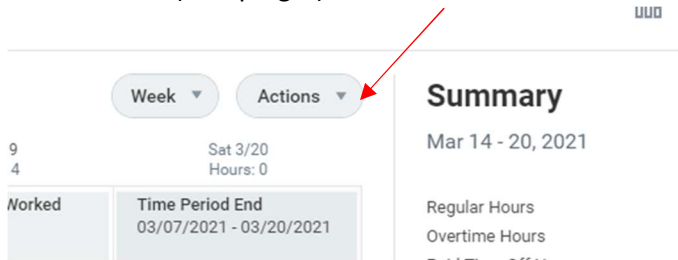 Week
Actions
Summary
Mar 14 - 20, 2021
9
4
Sat 3/20
Hours: 0
Worked
Time Period End
03/07/2021 - 03/20/2021
Regular Hours
Overtime Hours